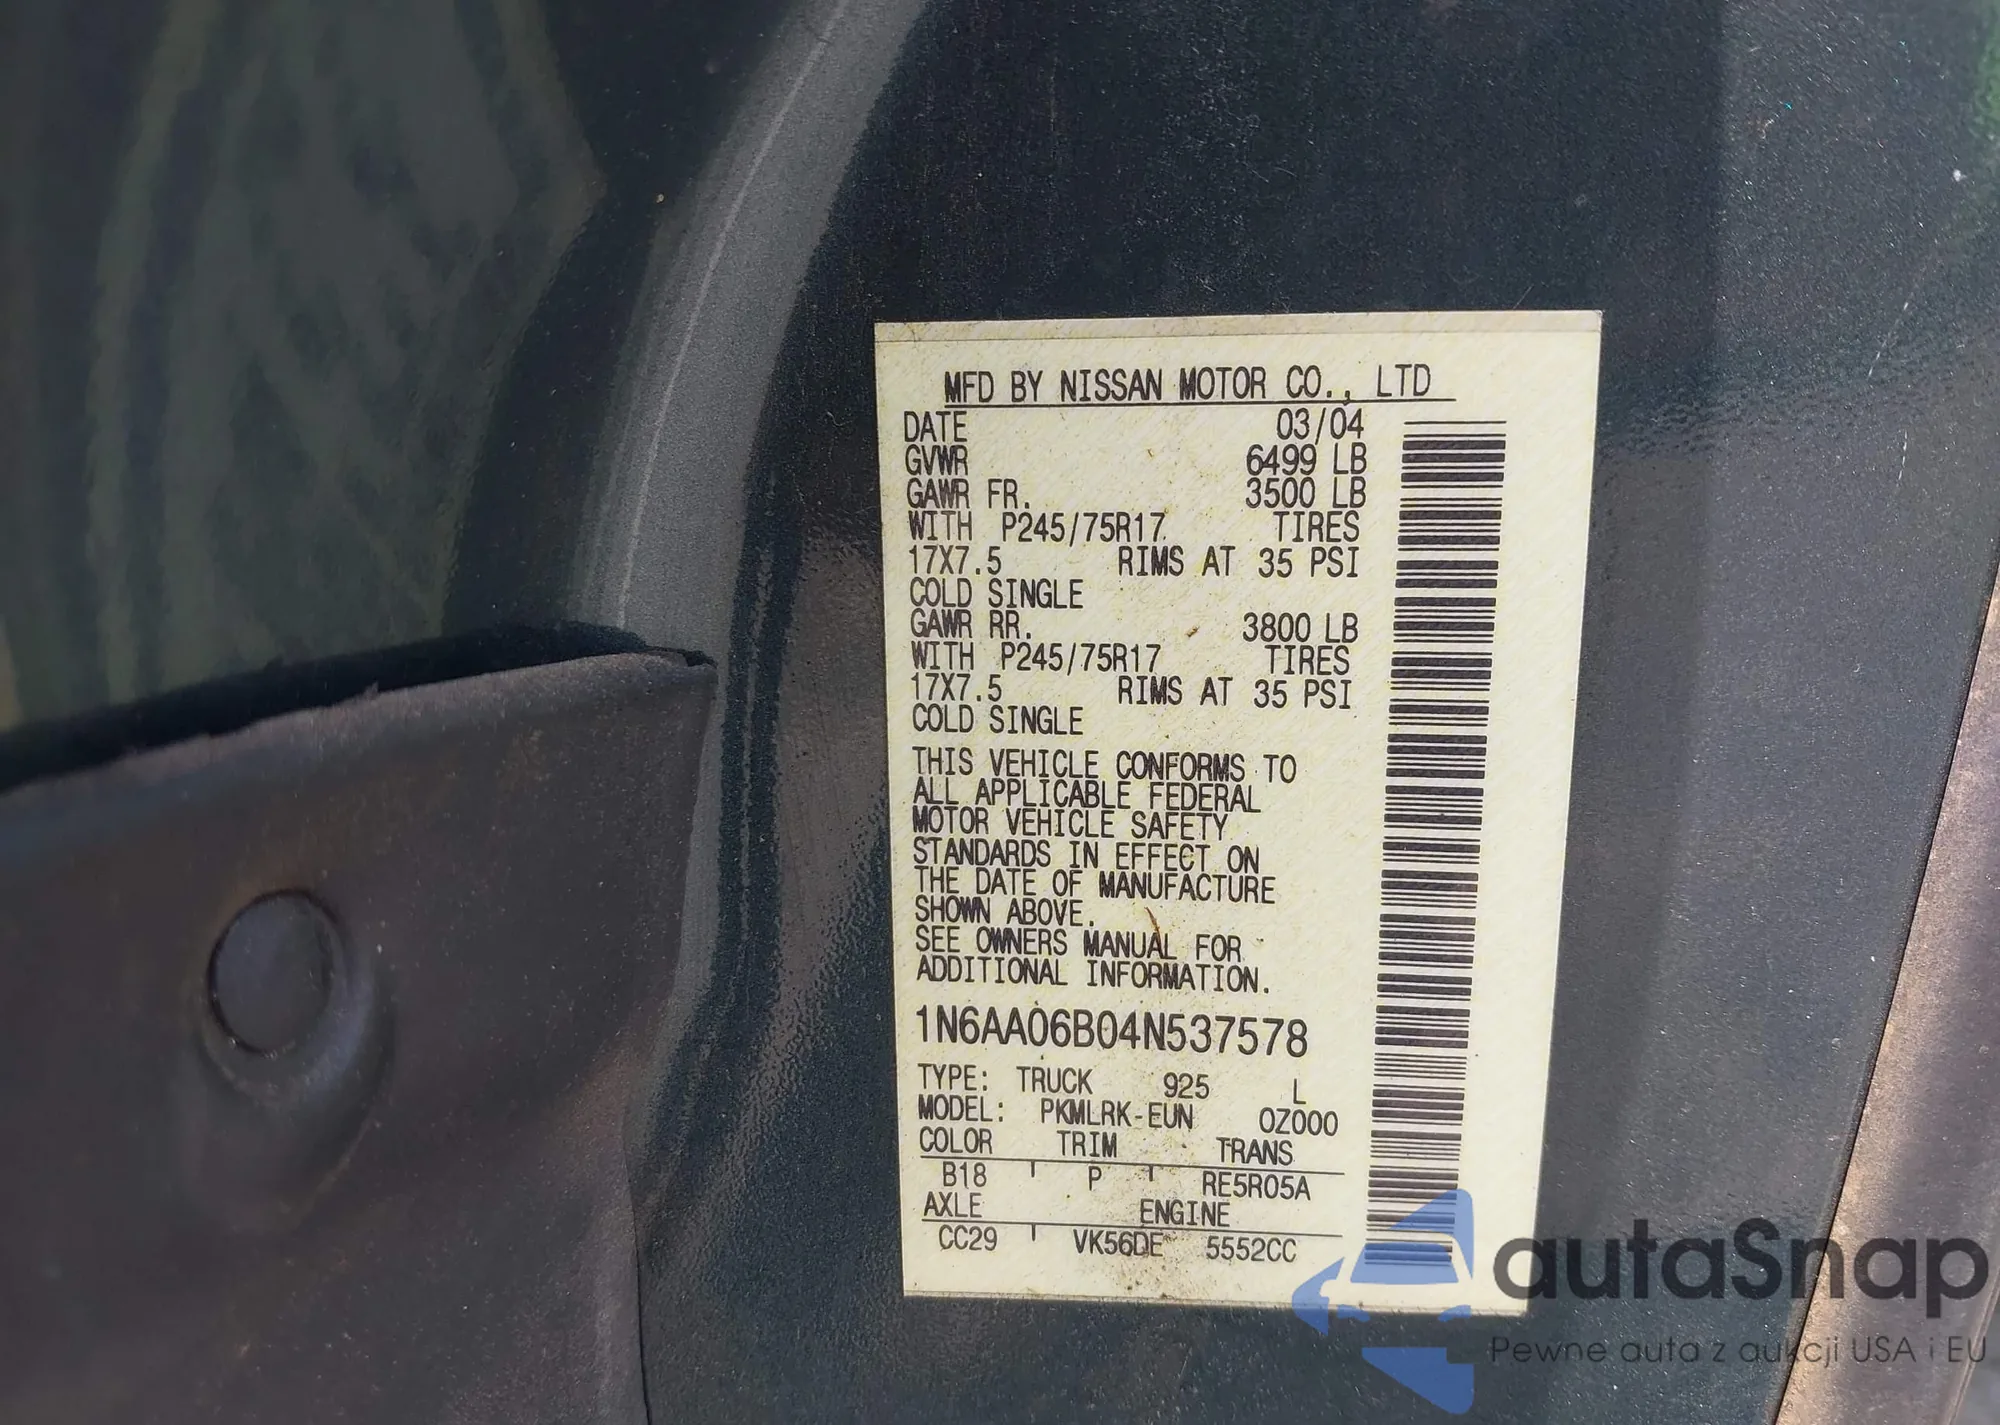 MFD BY NISSAN MOTOR CO., LTD
DATE 03/04
GVWR 6499 LB
GAWR FR. 3500 LB
WITH P245/75R17 TIRES
17X7.5 RIMS AT 35 PSI
COLD SINGLE
GAWR RR. 3800 LB
WITH P245/75R17 TIRES
17X7.5 RIMS AT 35 PSI
COLD SINGLE
THIS VEHICLE CONFORMS TO
ALL APPLICABLE FEDERAL
MOTOR VEHICLE SAFETY
STANDARDS IN EFFECT ON
THE DATE OF MANUFACTURE
SHOWN ABOVE.
SEE OWNERS MANUAL FOR
ADDITIONAL INFORMATION.
1N6AA06B04N537578
TYPE: TRUCK 925 L
MODEL: PKMLRK-EUN 0Z000
COLOR TRIM TRANS
B18 P RE5R05A
AXLE ENGINE
CC29 VK56DE 5552CC
autaSnap
Pewne auta z aukcji USA i EU